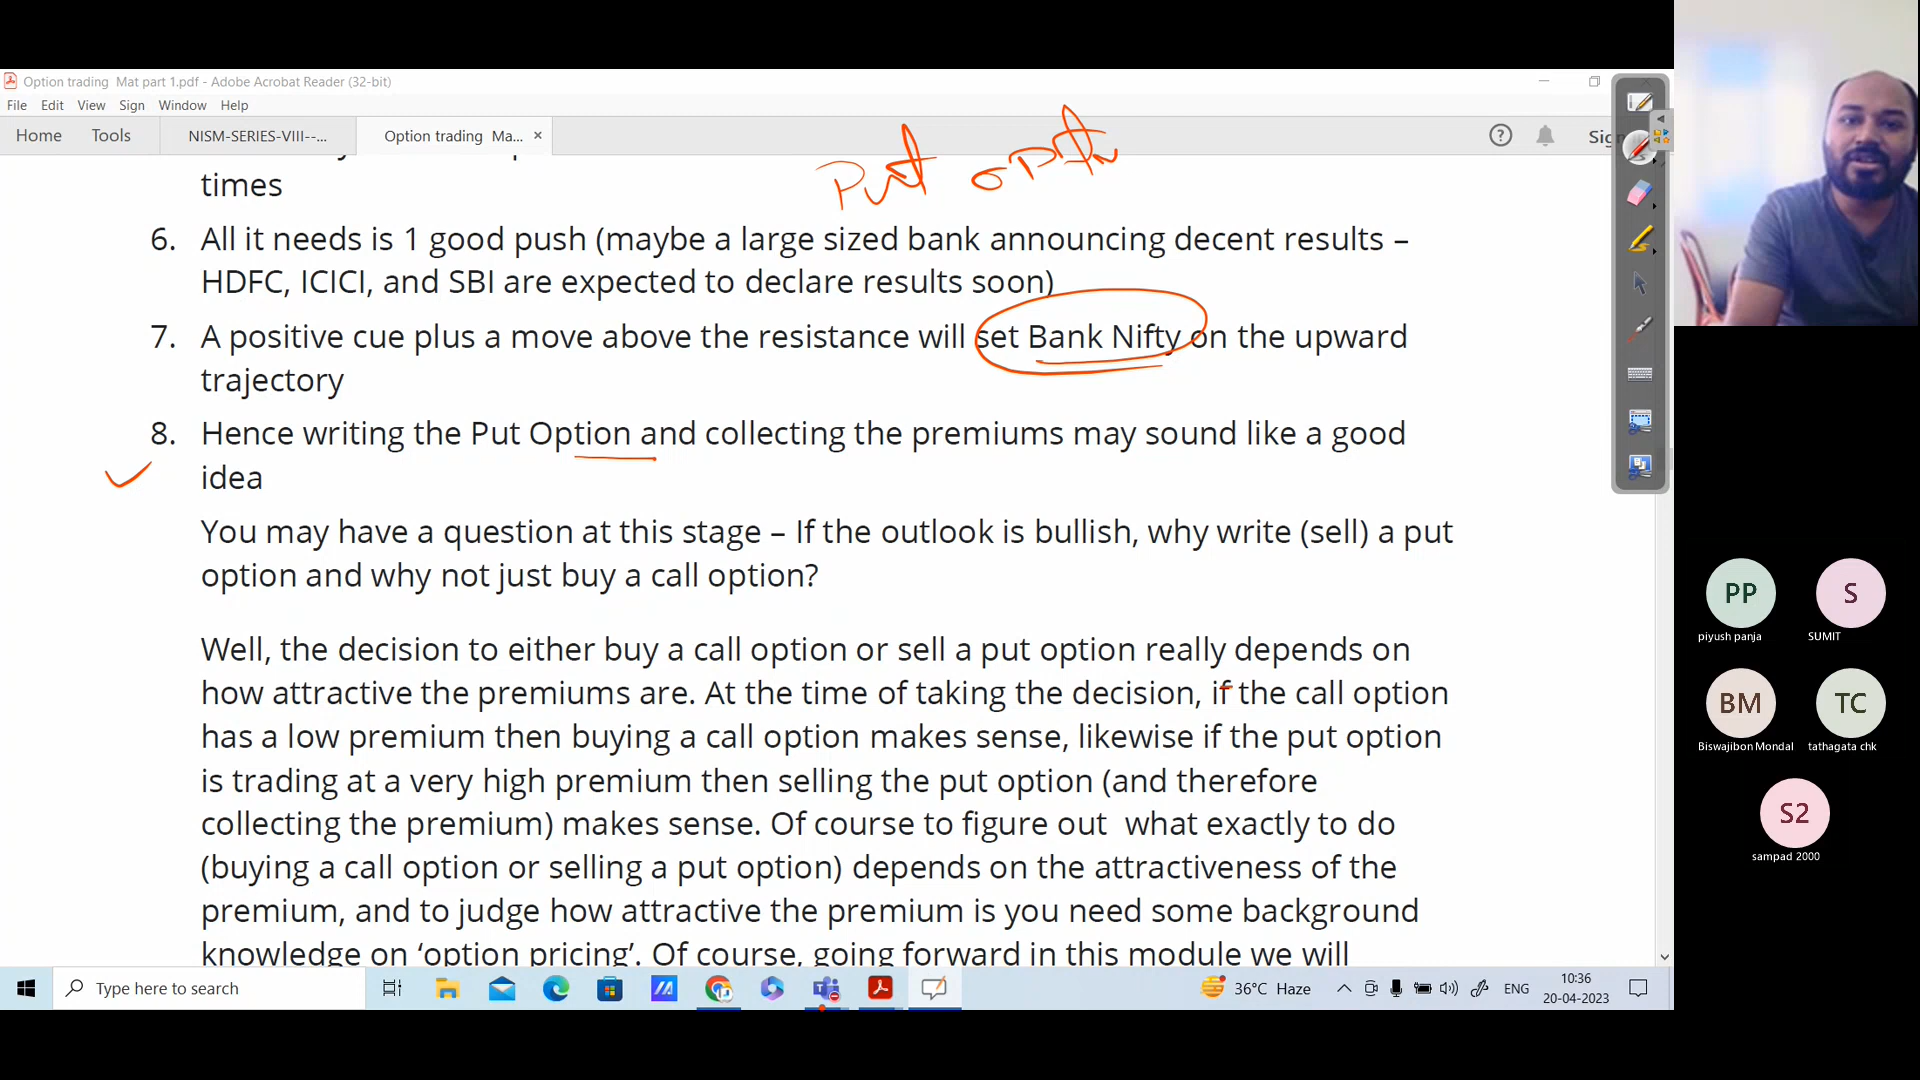 Option trading Mat part 1.pdf - Adobe Acrobat Reader (32-bit)
File Edit View Sign Window Help
Home Tools NISM-SERIES-VIII--... Option trading Ma... ×
Put optn
times
6. All it needs is 1 good push (maybe a large sized bank announcing decent results –
HDFC, ICICI, and SBI are expected to declare results soon)
7. A positive cue plus a move above the resistance will set Bank Nifty on the upward
trajectory
8. Hence writing the Put Option and collecting the premiums may sound like a good
idea
You may have a question at this stage – If the outlook is bullish, why write (sell) a put
option and why not just buy a call option?
Well, the decision to either buy a call option or sell a put option really depends on
how attractive the premiums are. At the time of taking the decision, if the call option
has a low premium then buying a call option makes sense, likewise if the put option
is trading at a very high premium then selling the put option (and therefore
collecting the premium) makes sense. Of course to figure out what exactly to do
(buying a call option or selling a put option) depends on the attractiveness of the
premium, and to judge how attractive the premium is you need some background
knowledge on ‘option pricing’. Of course, going forward in this module we will
Type here to search
36°C Haze
ENG
10:36
20-04-2023
PP S
piyush panja SUMIT
BM TC
Biswajibon Mondal tathagata chk
S2
sampad 2000